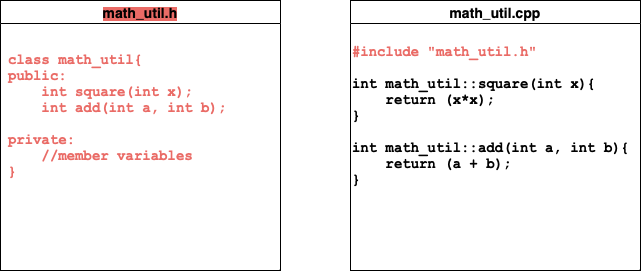 math_util.h
class math_util{
public:
    int square(int x);
    int add(int a, int b);
private:
    //member variables
}
math_util.cpp
#include "math_util.h"
int math_util::square(int x){
    return (x*x);
}
int math_util::add(int a, int b){
    return (a + b);
}